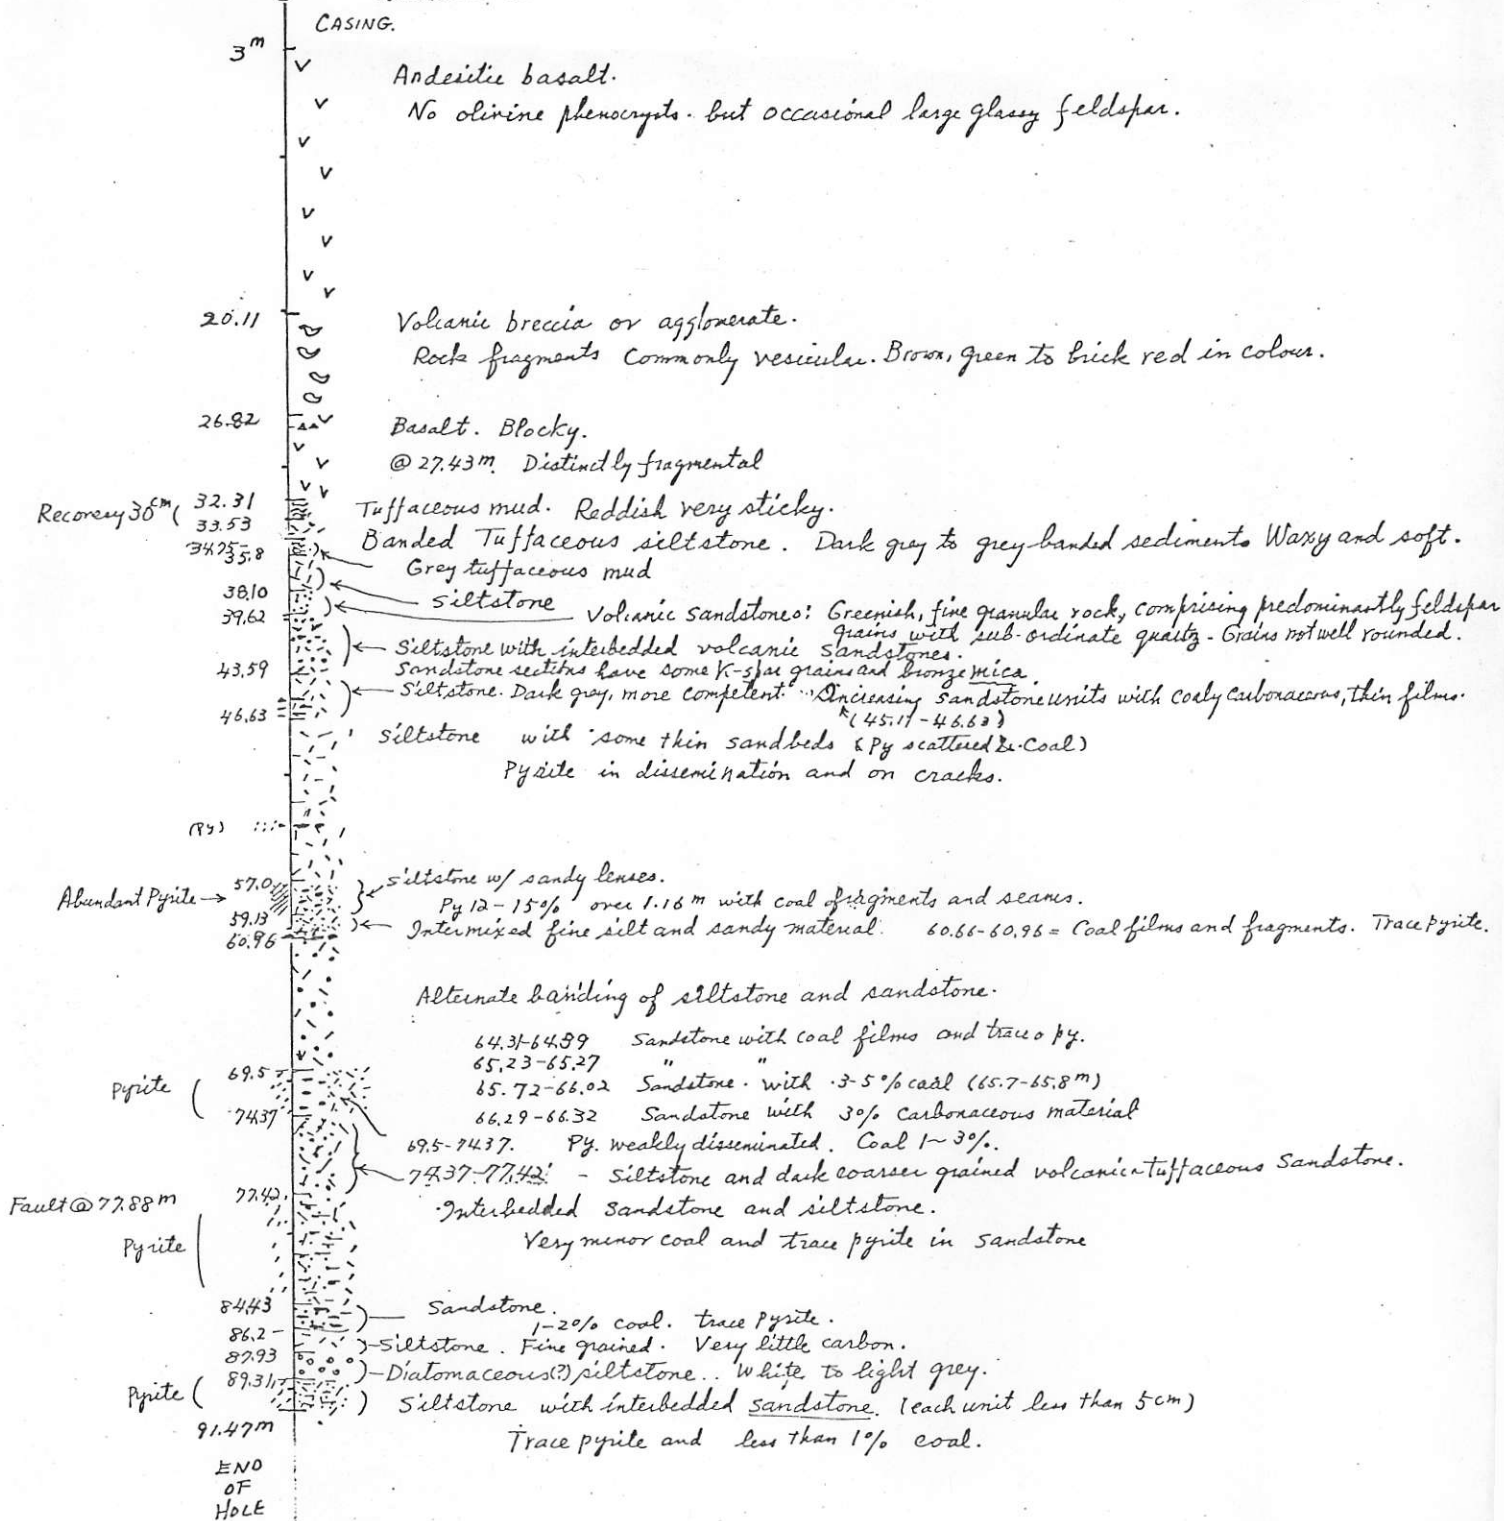 CASING.
3m
Andesitic basalt.
No olivine phenocrysts. but occasional large glassy feldspar.
20.11
Volcanic breccia or agglomerate.
Rock fragments commonly vesicular. Brown, green to brick red in colour.
26.82
Basalt. Blocky.
@ 27.43m. Distinctly fragmental
Recovery 30cm ( 32.31
Tuffaceous mud. Reddish very sticky.
33.53
Banded Tuffaceous siltstone. Dark grey to grey banded sediments Waxy and soft.
34.75
35.8
Grey tuffaceous mud
38.10
Siltstone
39.62
Volcanic sandstones: Greenish, fine granular rock, comprising predominantly feldspar
grains with sub-ordinate quartz - Grains not well rounded.
Siltstone with interbedded volcanic sandstones.
43.59
Sandstone sections have some K-spar grains and bronze mica.
Siltstone. Dark grey, more competent. Increasing sandstone units with coaly carbonaceous, thin films.
46.63
(45.11-46.63)
Siltstone with some thin sandbeds (Py scattered & Coal)
Pyrite in dissemination and on cracks.
(Py)
57.0
Siltstone w/ sandy lenses.
Abundant Pyrite →
Py 12-15% over 1.16m with coal fragments and seams.
59.13
Intermixed fine silt and sandy material. 60.66-60.96 = Coal films and fragments. Trace pyrite.
60.96
Alternate banding of siltstone and sandstone.
64.31-64.89 Sandstone with coal films and trace py.
65.23-65.27 " "
69.5
Pyrite (
65.72-66.02 Sandstone. with .3-5% coal (65.7-65.8m)
74.37
66.29-66.32 Sandstone with 3% carbonaceous material
69.5-74.37. Py. weakly disseminated. Coal 1~3%.
74.37-77.42 - Siltstone and dark coarser grained volcanic-tuffaceous Sandstone.
Fault @ 77.88m
77.42
Interbedded sandstone and siltstone.
Pyrite
Very minor coal and trace pyrite in sandstone
84.43
Sandstone.
1-2% coal. trace Pyrite.
86.2
Siltstone. Fine grained. Very little carbon.
87.93
Diatomaceous(?) siltstone.. White to light grey.
89.31
Pyrite (
Siltstone with interbedded sandstone. (each unit less than 5cm)
91.47m
Trace pyrite and less than 1% coal.
END
OF
HOLE